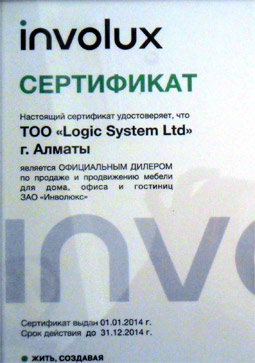 involux
СЕРТИФИКАТ
Настоящий сертификат удостоверяет, что
ТОО «Logic System Ltd»
г. Алматы
является ОФИЦИАЛЬНЫМ ДИЛЕРОМ
по продаже и продвижению мебели
для дома, офиса и гостиниц
ЗАО «Инволюкс»
inv
Сертификат выдан 01.01.2014 г.
Срок действия до 31.12.2014 г.
ЖИТЬ, СОЗДАВАЯ